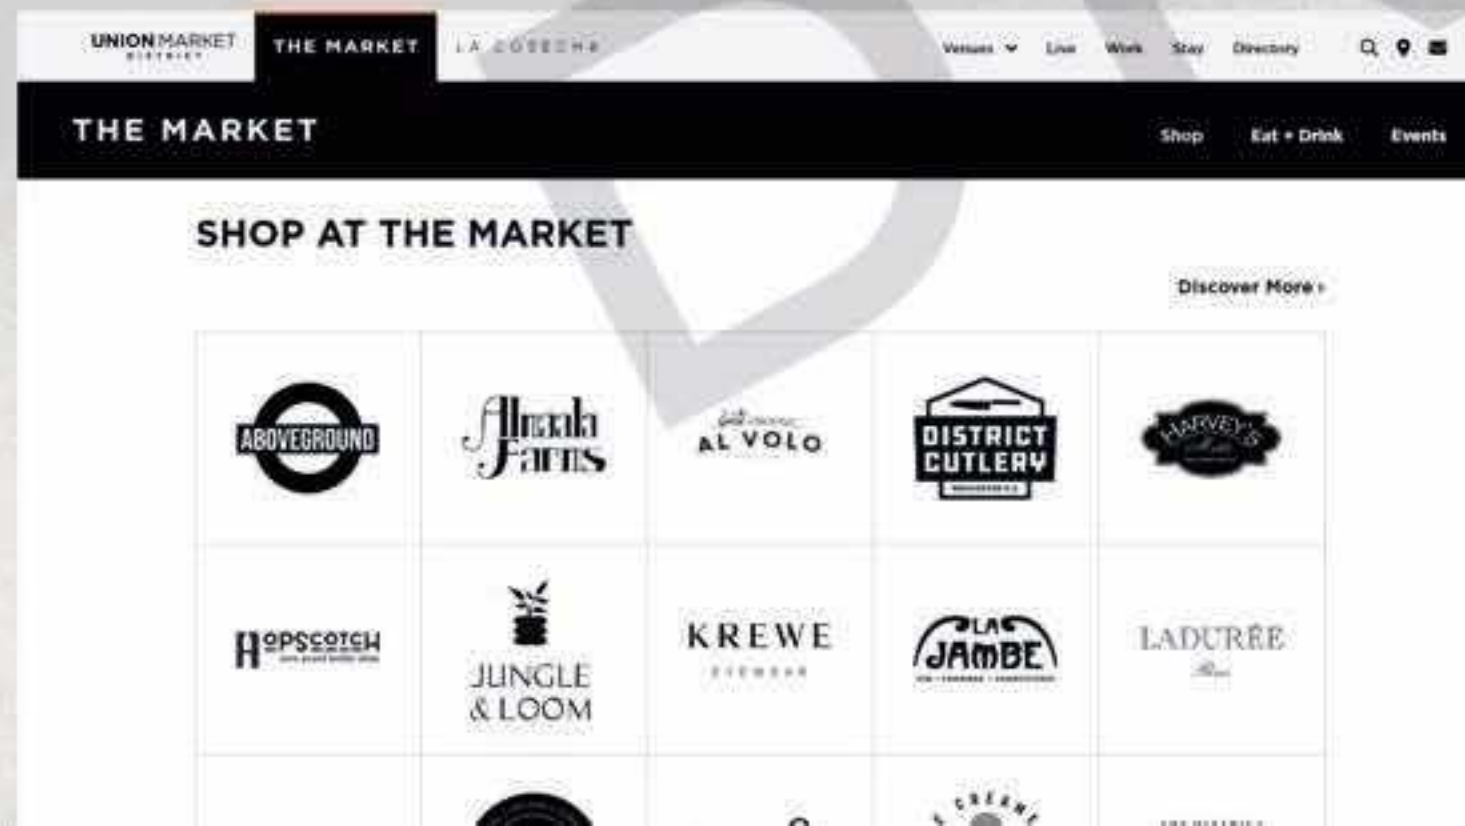 UNION MARKET
DISTRICT
THE MARKET
LA COSECHA
Venues
Live
Work
Stay
Directory
THE MARKET
Shop
Eat + Drink
Events
SHOP AT THE MARKET
Discover More ›
ABOVEGROUND
Almaala
Farms
AL VOLO
DISTRICT
CUTLERY
HARVEY'S
HOPSCOTCH
JUNGLE
& LOOM
KREWE
EYEWEAR
LA
JAMBE
LADURÉE
Paris
CREAME